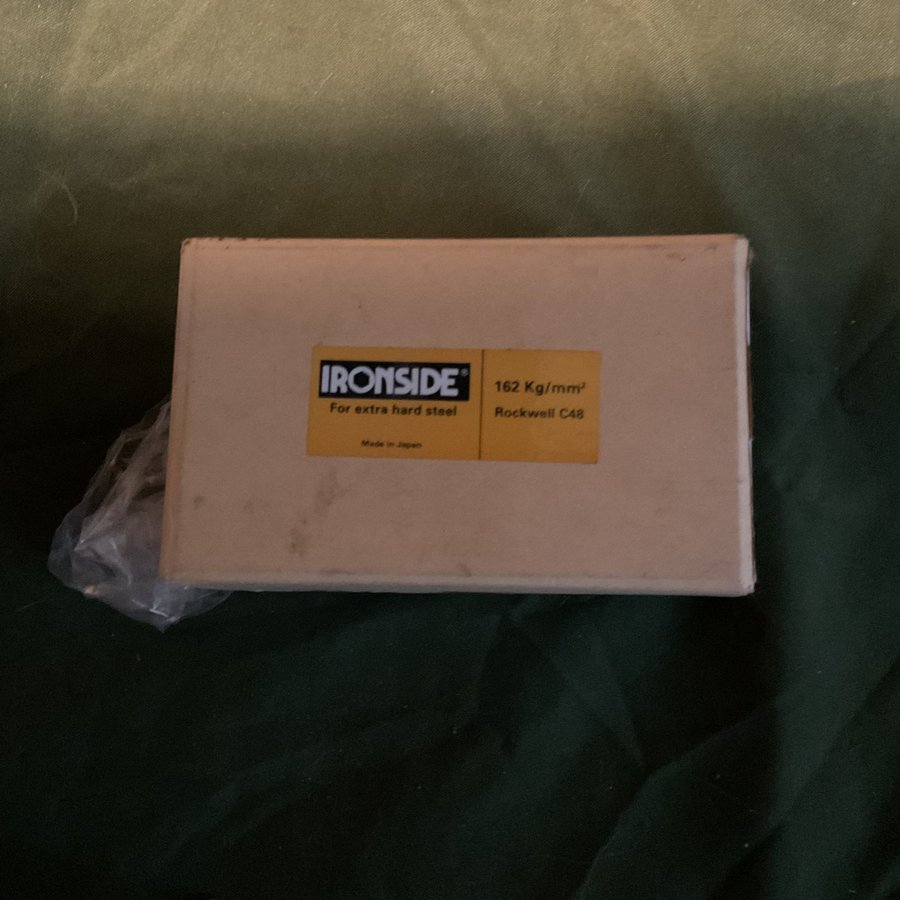 IRONSIDE®
For extra hard steel
Made in Japan
162 Kg/mm²
Rockwell C48